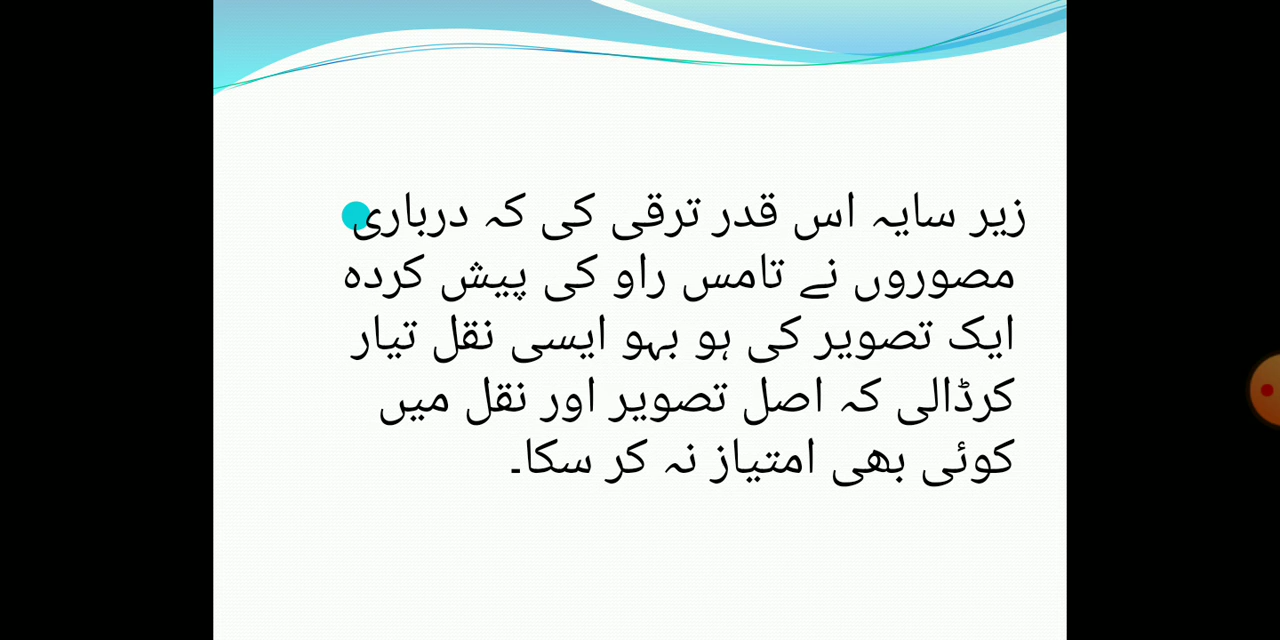 زیر سایہ اس قدر ترقی کی کہ درباری
مصوروں نے تامس راو کی پیش کردہ
ایک تصویر کی ہو بہو ایسی نقل تیار
کرڈالی کہ اصل تصویر اور نقل میں
کوئی بھی امتیاز نہ کر سکا۔